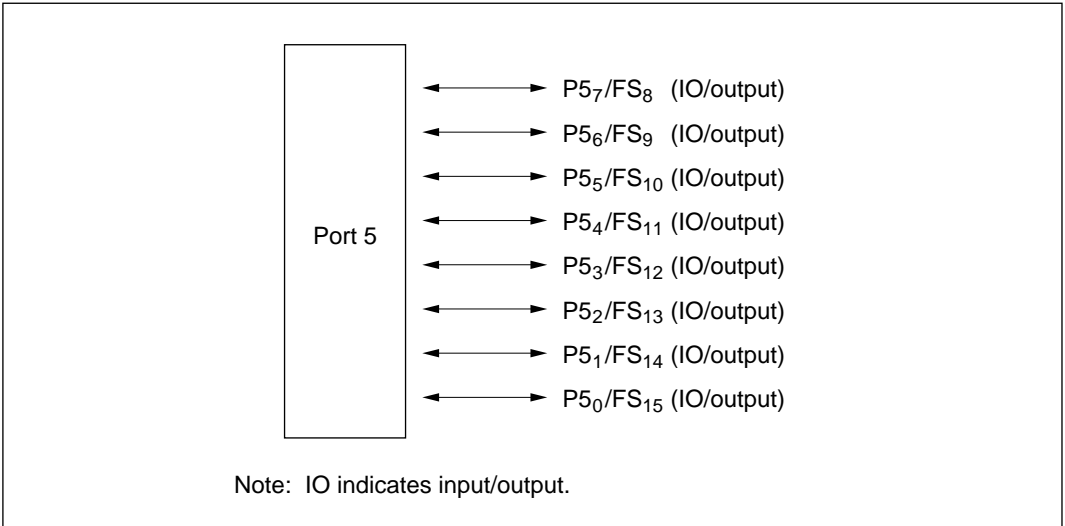 P5₇/FS₈ (IO/output)
P5₆/FS₉ (IO/output)
P5₅/FS₁₀ (IO/output)
P5₄/FS₁₁ (IO/output)
Port 5
P5₃/FS₁₂ (IO/output)
P5₂/FS₁₃ (IO/output)
P5₁/FS₁₄ (IO/output)
P5₀/FS₁₅ (IO/output)
Note: IO indicates input/output.